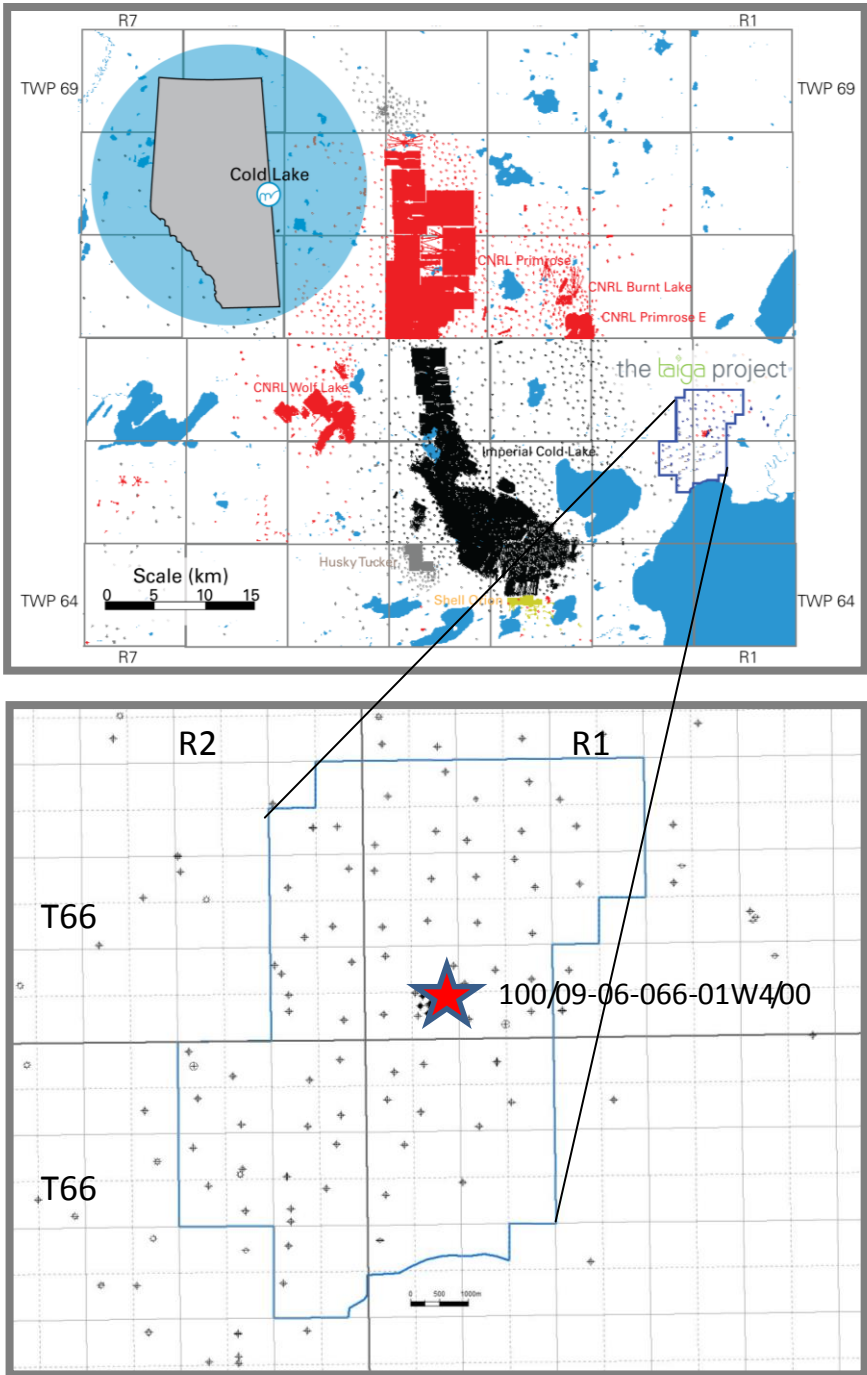 R7 R1
TWP 69 TWP 69
Cold Lake
CNRL Primrose
CNRL Burnt Lake
CNRL Primrose E
the taiga project
CNRL Wolf Lake
Imperial Cold Lake
Husky Tucker
Scale (km)
0 5 10 15
Shell Orion
TWP 64 TWP 64
R7 R1
R2 R1
T66
100/09-06-066-01W4/00
T66
0 500 1000m